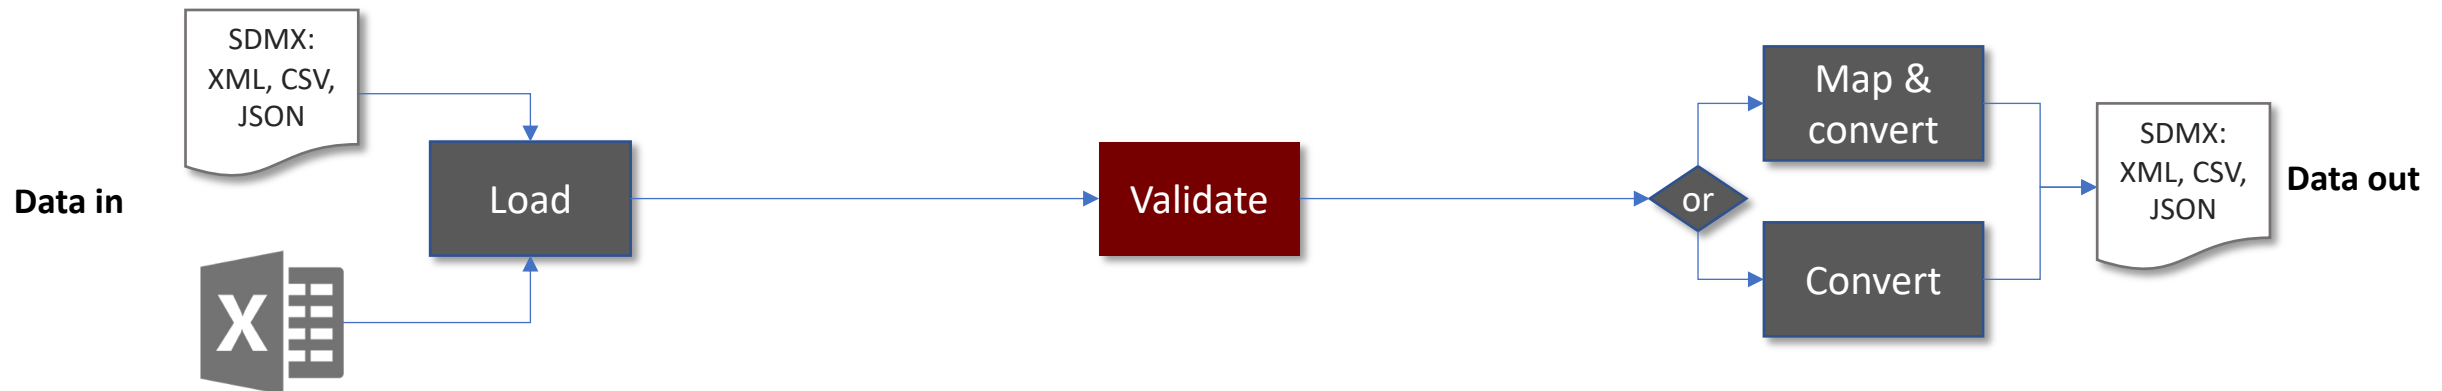 Data in
SDMX:
XML, CSV,
JSON
X
Load
Validate
or
Map &
convert
Convert
SDMX:
XML, CSV,
JSON
Data out